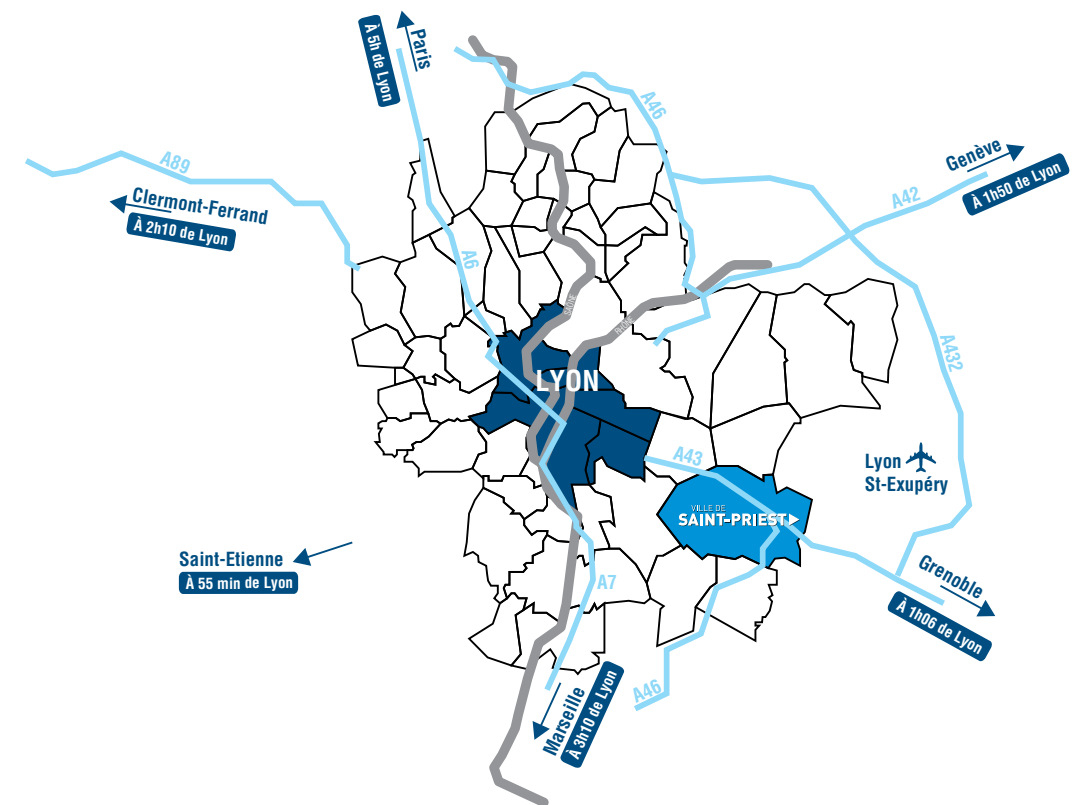 Paris
À 5h de Lyon
A46
A89
Genève
À 1h50 de Lyon
Clermont-Ferrand
À 2h10 de Lyon
A42
A6
SAÔNE
RHÔNE
A432
LYON
A43
Lyon
St-Exupéry
VILLE DE
SAINT-PRIEST
Saint-Etienne
À 55 min de Lyon
A7
Grenoble
À 1h06 de Lyon
A46
Marseille
À 3h10 de Lyon